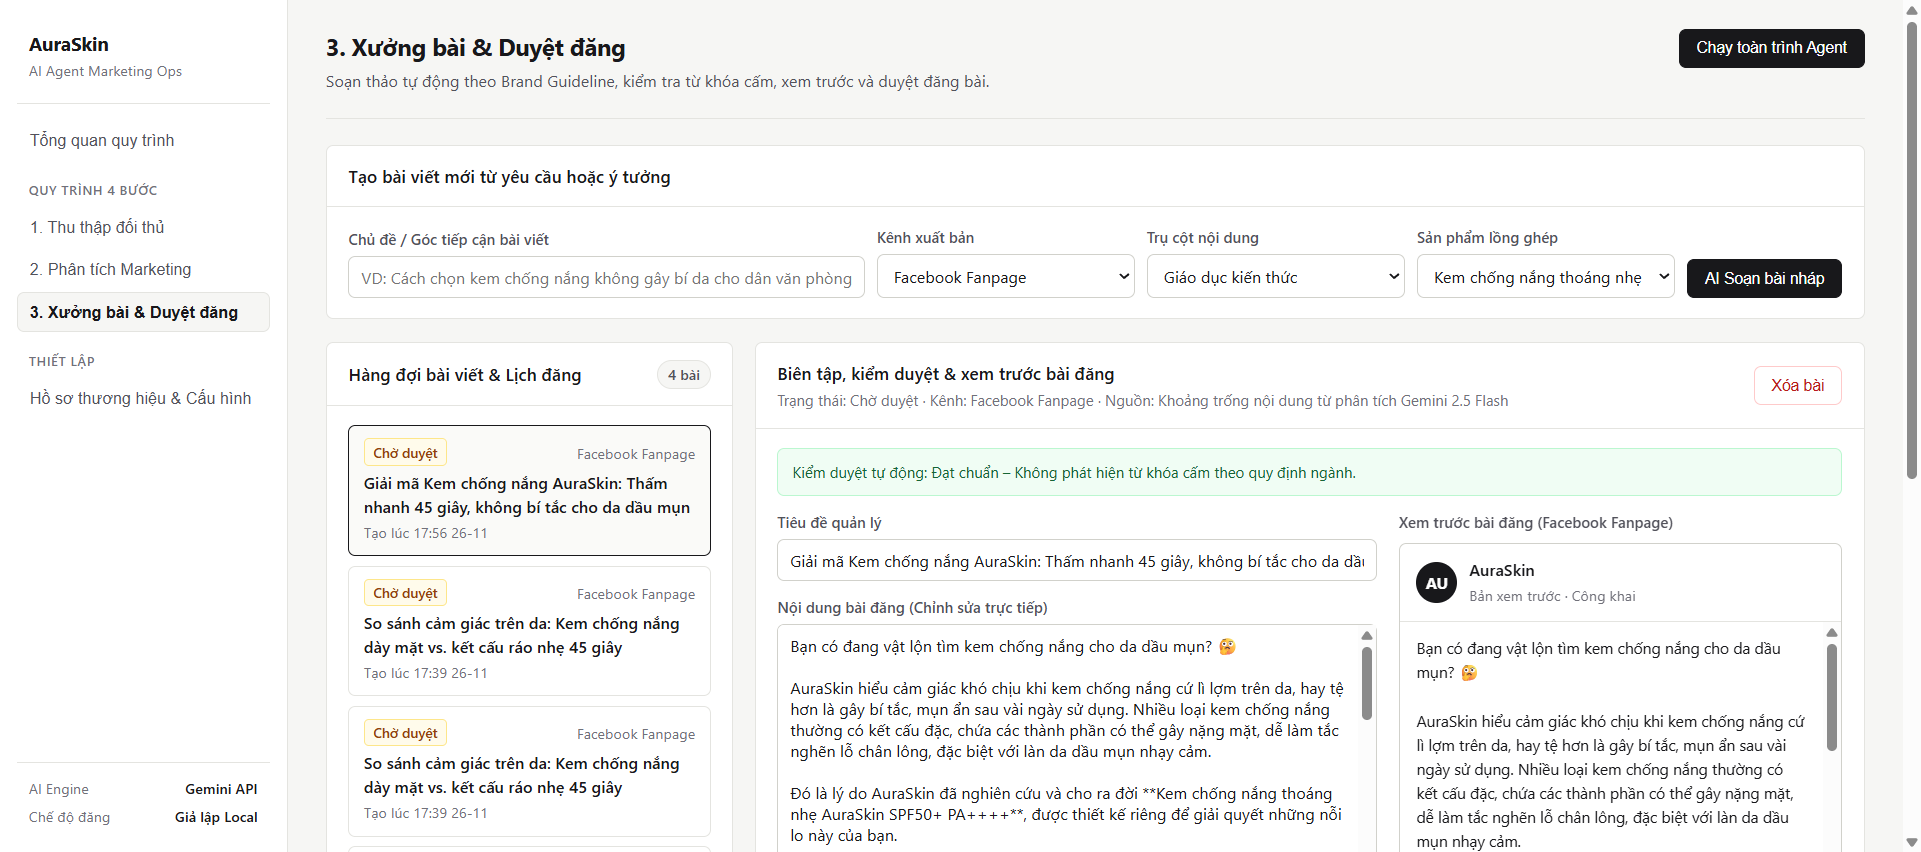 AuraSkin
AI Agent Marketing Ops
Tổng quan quy trình
QUY TRÌNH 4 BƯỚC
1. Thu thập đối thủ
2. Phân tích Marketing
3. Xưởng bài & Duyệt đăng
THIẾT LẬP
Hồ sơ thương hiệu & Cấu hình
AI Engine Gemini API
Chế độ đăng Giả lập Local
3. Xưởng bài & Duyệt đăng
Soạn thảo tự động theo Brand Guideline, kiểm tra từ khóa cấm, xem trước và duyệt đăng bài.
Chạy toàn trình Agent
Tạo bài viết mới từ yêu cầu hoặc ý tưởng
Chủ đề / Góc tiếp cận bài viết
VD: Cách chọn kem chống nắng không gây bí da cho dân văn phòng
Kênh xuất bản
Facebook Fanpage
Trụ cột nội dung
Giáo dục kiến thức
Sản phẩm lồng ghép
Kem chống nắng thoáng nhẹ
AI Soạn bài nháp
Hàng đợi bài viết & Lịch đăng
4 bài
Chờ duyệt Facebook Fanpage
Giải mã Kem chống nắng AuraSkin: Thấm
nhanh 45 giây, không bí tắc cho da dầu mụn
Tạo lúc 17:56 26-11
Chờ duyệt Facebook Fanpage
So sánh cảm giác trên da: Kem chống nắng
dày mặt vs. kết cấu ráo nhẹ 45 giây
Tạo lúc 17:39 26-11
Chờ duyệt Facebook Fanpage
So sánh cảm giác trên da: Kem chống nắng
dày mặt vs. kết cấu ráo nhẹ 45 giây
Tạo lúc 17:39 26-11
Biên tập, kiểm duyệt & xem trước bài đăng
Trạng thái: Chờ duyệt · Kênh: Facebook Fanpage · Nguồn: Khoảng trống nội dung từ phân tích Gemini 2.5 Flash
Xóa bài
Kiểm duyệt tự động: Đạt chuẩn – Không phát hiện từ khóa cấm theo quy định ngành.
Tiêu đề quản lý
Giải mã Kem chống nắng AuraSkin: Thấm nhanh 45 giây, không bí tắc cho da dầu
Nội dung bài đăng (Chỉnh sửa trực tiếp)
Bạn có đang vật lộn tìm kem chống nắng cho da dầu mụn? 🤔
AuraSkin hiểu cảm giác khó chịu khi kem chống nắng cứ lì lợm trên da, hay tệ
hơn là gây bí tắc, mụn ẩn sau vài ngày sử dụng. Nhiều loại kem chống nắng
thường có kết cấu đặc, chứa các thành phần có thể gây nặng mặt, dễ làm tắc
nghẽn lỗ chân lông, đặc biệt với làn da dầu mụn nhạy cảm.
Đó là lý do AuraSkin đã nghiên cứu và cho ra đời **Kem chống nắng thoáng
nhẹ AuraSkin SPF50+ PA++++**, được thiết kế riêng để giải quyết những nỗi
lo này của bạn.
Xem trước bài đăng (Facebook Fanpage)
AU
AuraSkin
Bản xem trước · Công khai
Bạn có đang vật lộn tìm kem chống nắng cho da dầu
mụn? 🤔
AuraSkin hiểu cảm giác khó chịu khi kem chống nắng cứ
lì lợm trên da, hay tệ hơn là gây bí tắc, mụn ẩn sau vài
ngày sử dụng. Nhiều loại kem chống nắng thường có
kết cấu đặc, chứa các thành phần có thể gây nặng mặt,
dễ làm tắc nghẽn lỗ chân lông, đặc biệt với làn da dầu
mụn nhạy cảm.